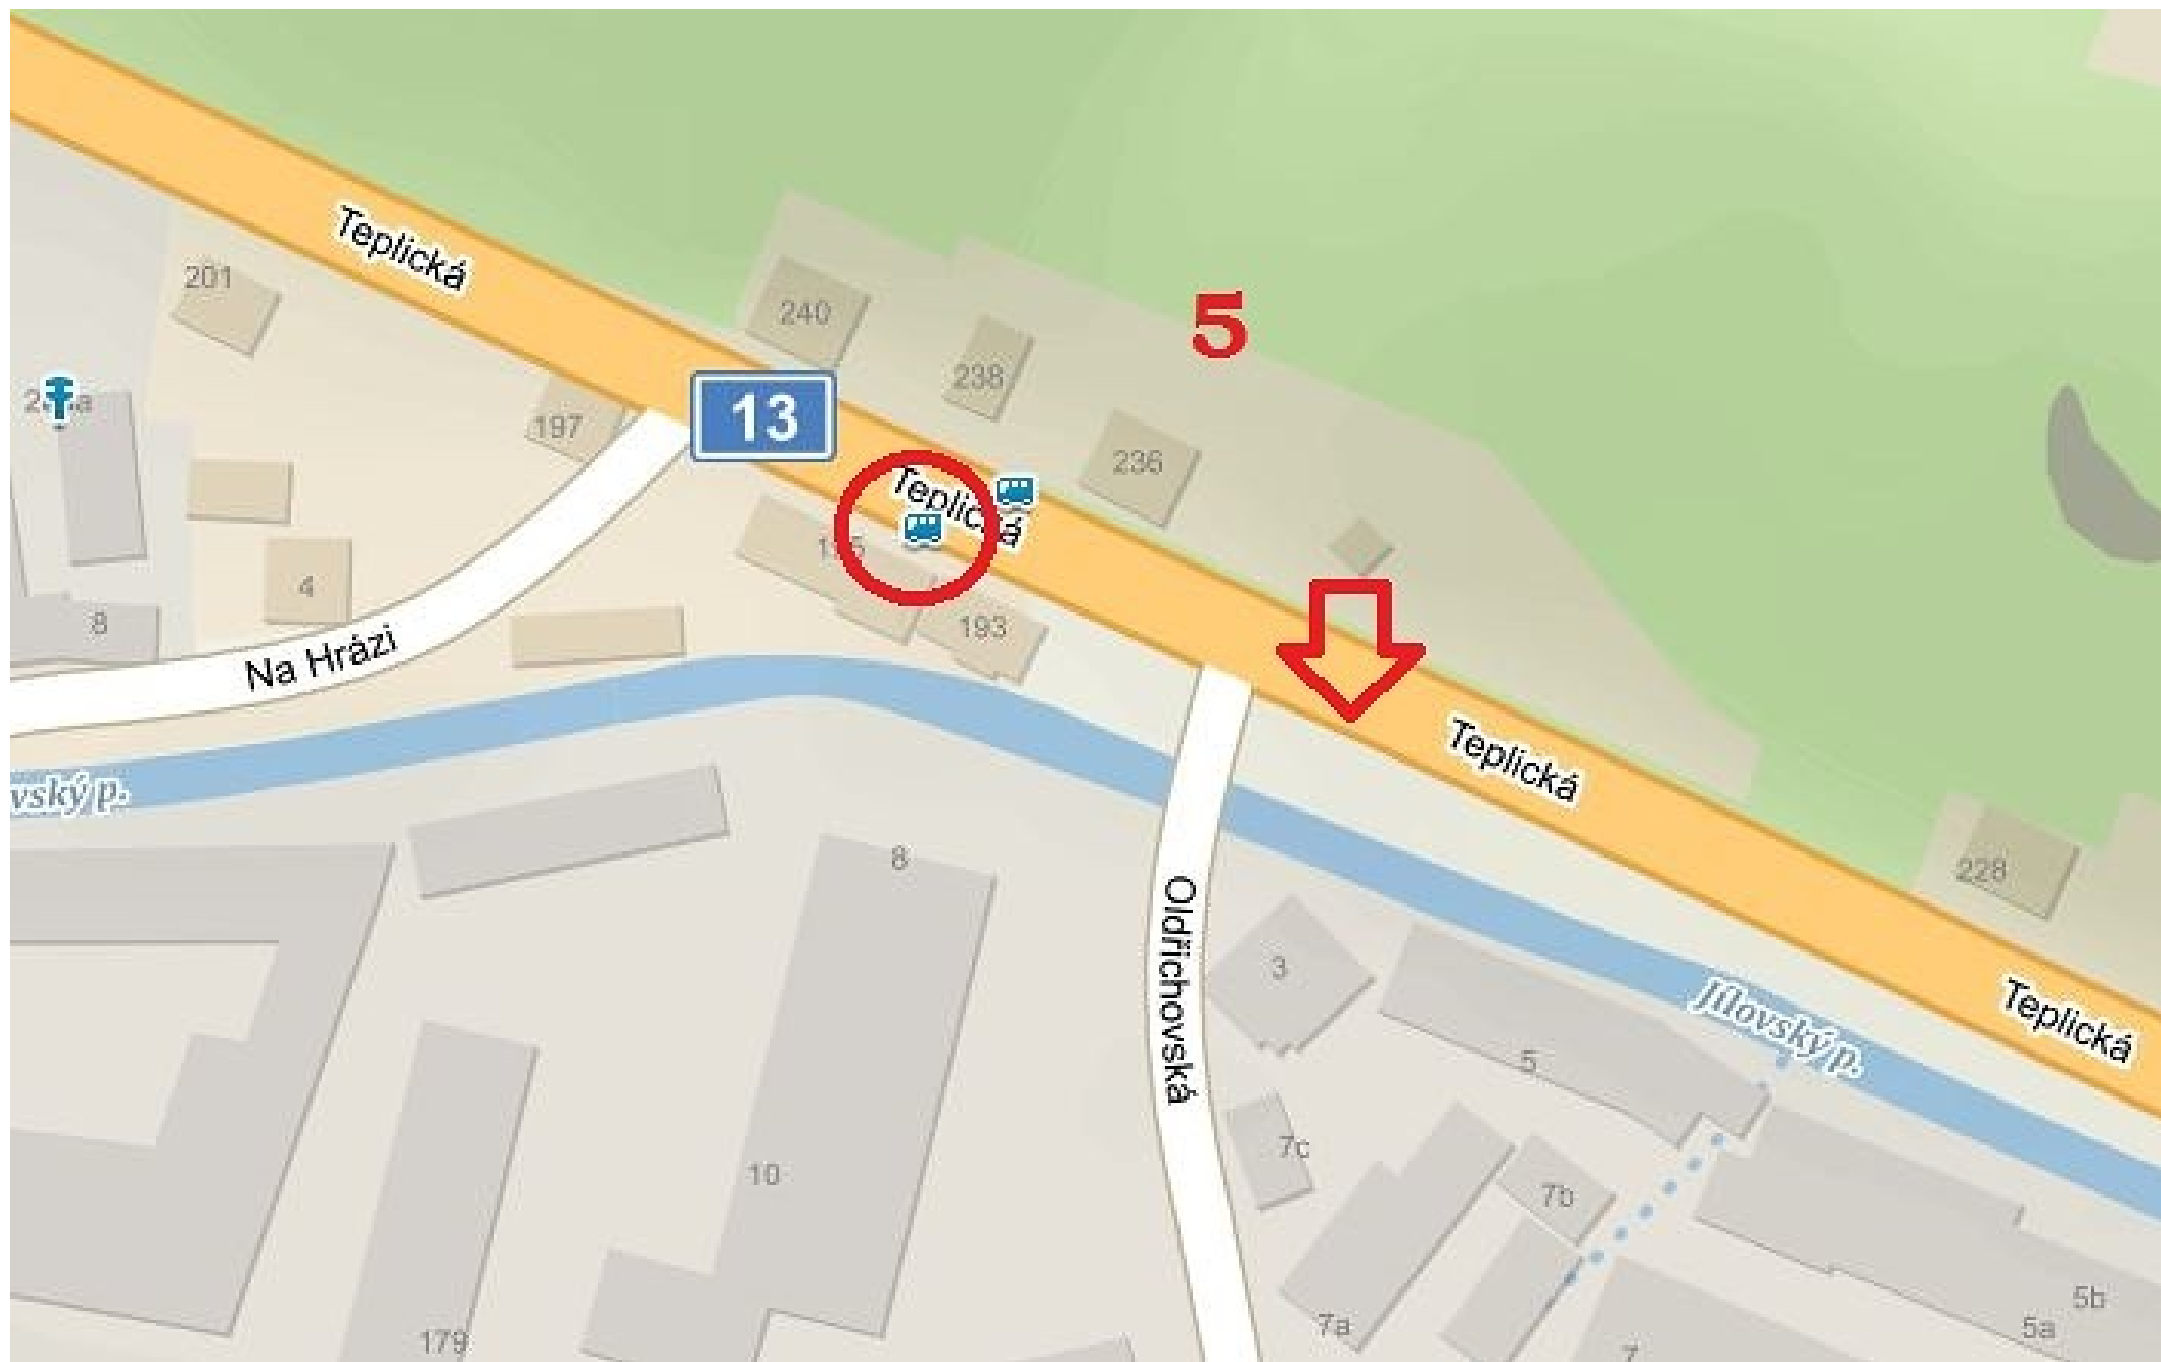 Teplická
201
240
5
238
13
197
236
Teplická
4
193
8
Na Hrázi
Teplická
vský p.
8
228
Oldřichovská
3
Jílovský p.
Teplická
5
7c
10
7b
5b
7a
5a
179
7